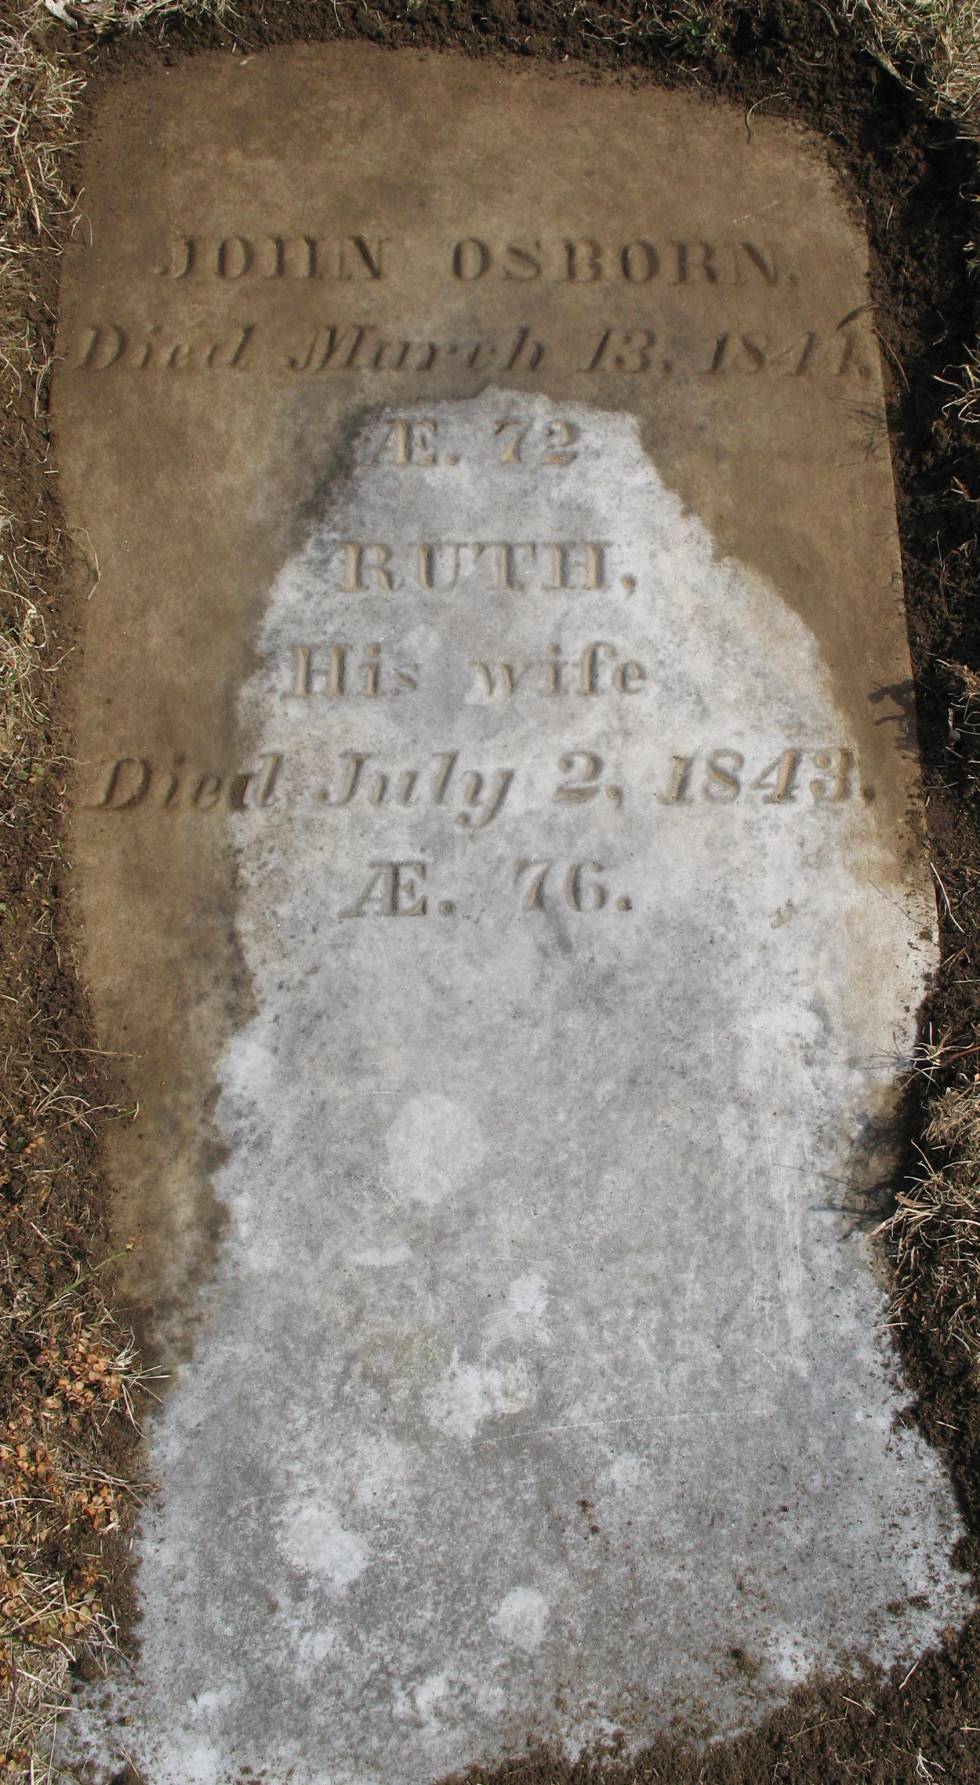 JOHN OSBORN,
Died March 13, 1841.
Æ. 72
RUTH,
His wife
Died July 2, 1843.
Æ. 76.